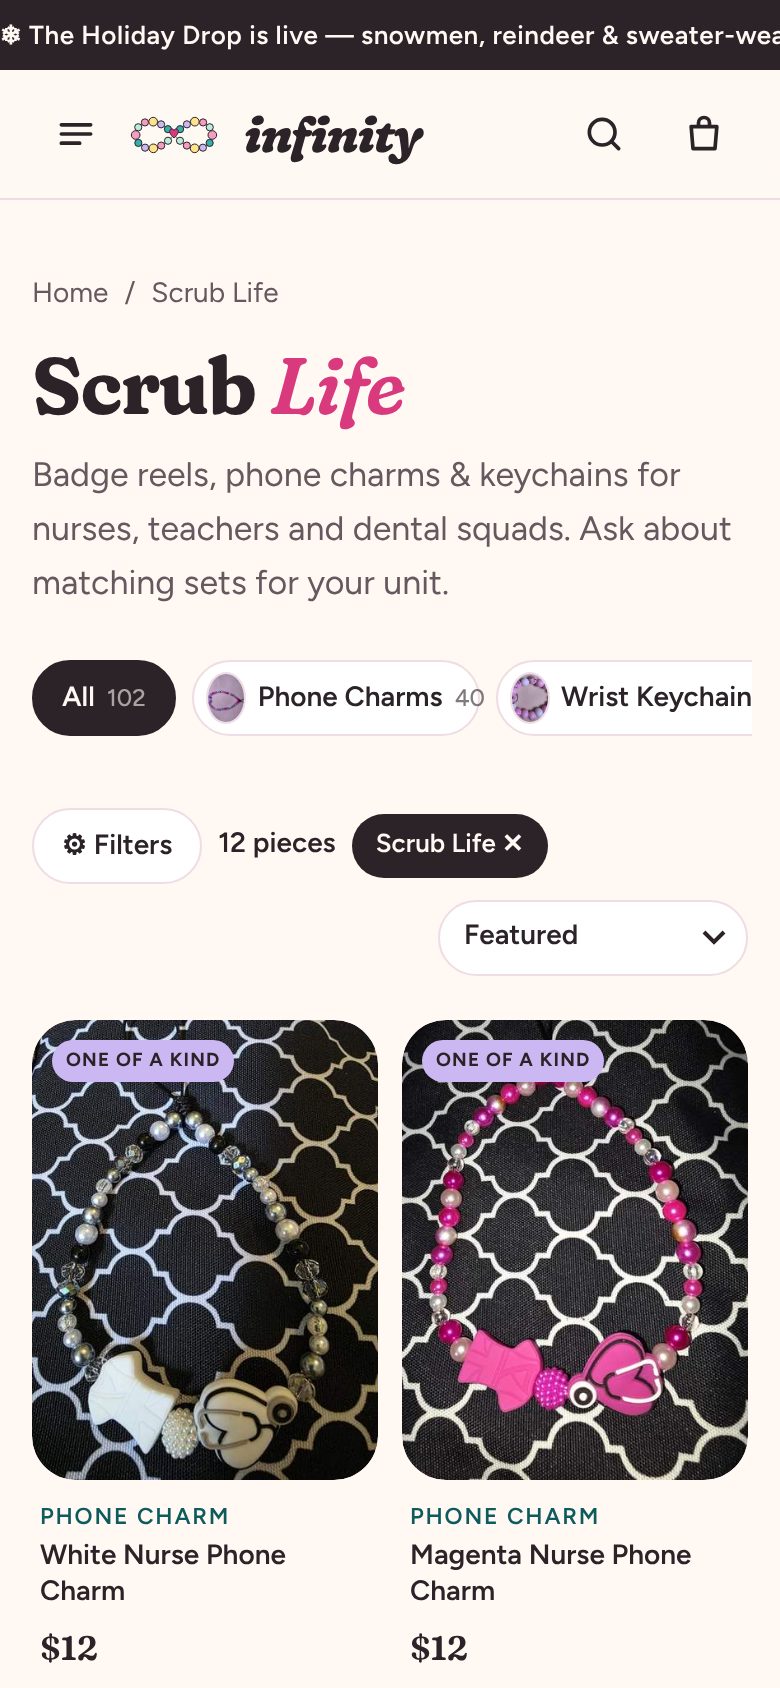 ❄ The Holiday Drop is live — snowmen, reindeer & sweater-wea
infinity
Home / Scrub Life
Scrub Life
Badge reels, phone charms & keychains for
nurses, teachers and dental squads. Ask about
matching sets for your unit.
All 102 Phone Charms 40 Wrist Keychain
⚙ Filters 12 pieces Scrub Life ✕
Featured
ONE OF A KIND
PHONE CHARM
White Nurse Phone
Charm
$12
ONE OF A KIND
PHONE CHARM
Magenta Nurse Phone
Charm
$12